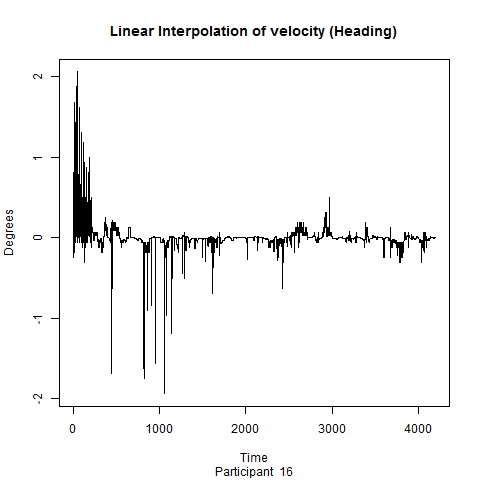 Linear Interpolation of velocity (Heading)
Degrees
2
1
0
-1
-2
0 1000 2000 3000 4000
Time
Participant 16